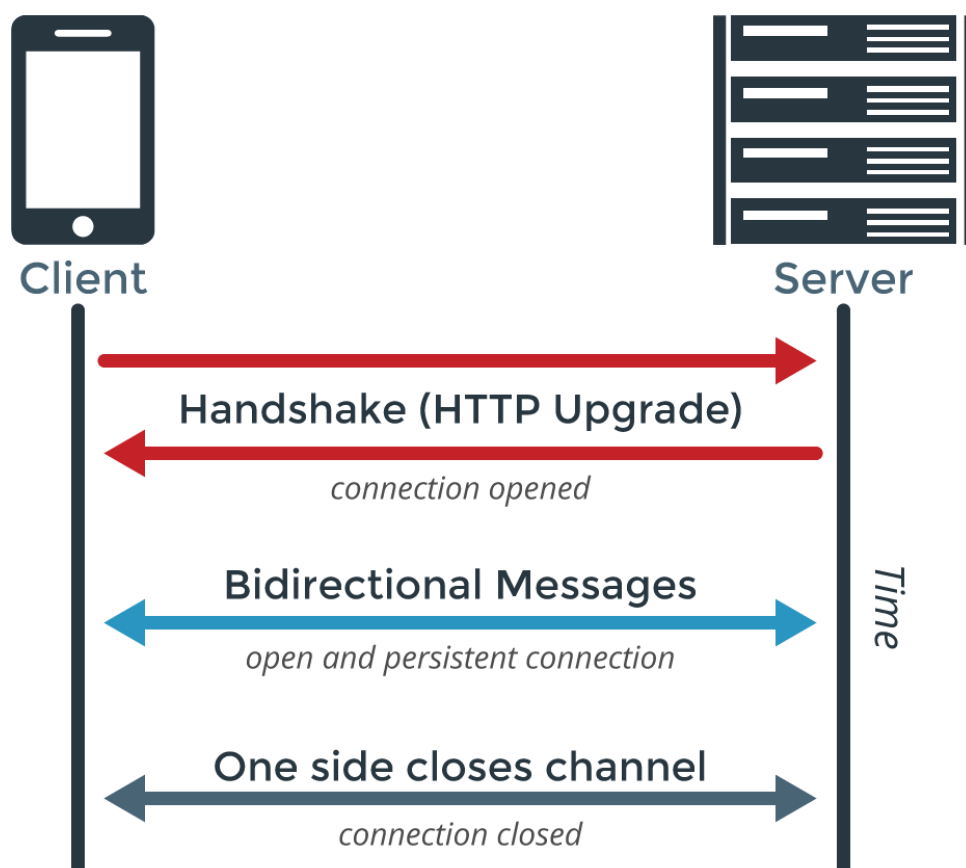 Client
Server
Handshake (HTTP Upgrade)
connection opened
Bidirectional Messages
open and persistent connection
Time
One side closes channel
connection closed